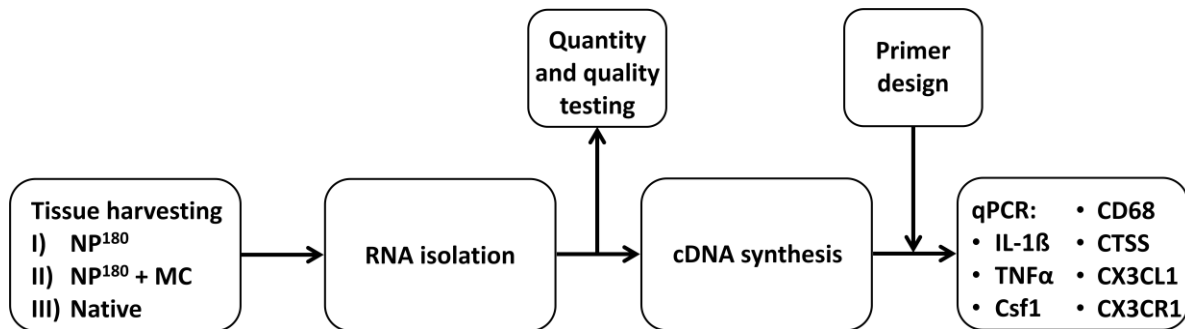 Quantity
and quality
testing
Primer
design
Tissue harvesting
I) NP¹⁸⁰
II) NP¹⁸⁰ + MC
III) Native
RNA isolation
cDNA synthesis
qPCR:
• IL-1ß
• TNFα
• Csf1
• CD68
• CTSS
• CX3CL1
• CX3CR1